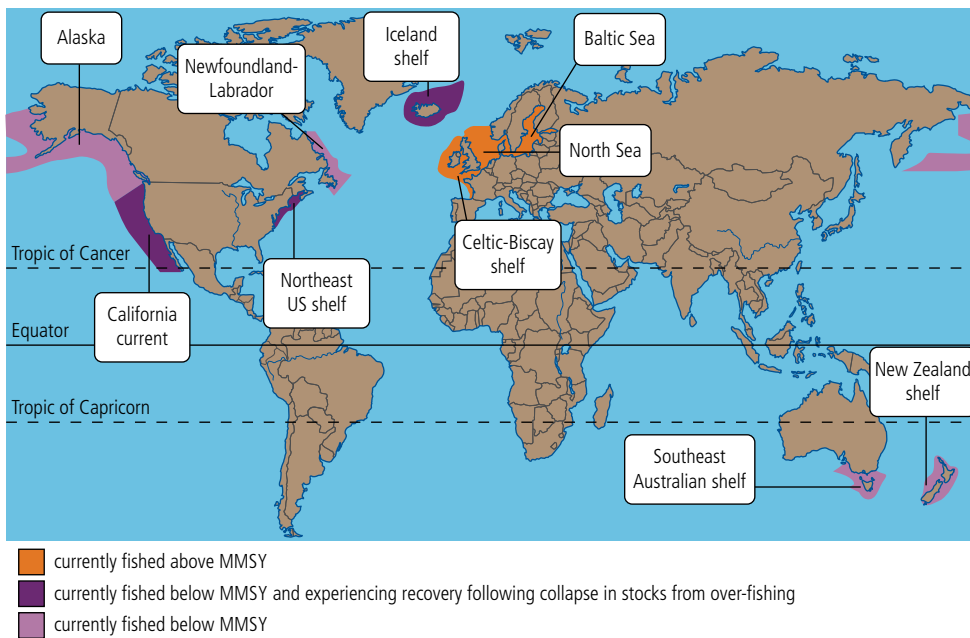 Alaska
Newfoundland-
Labrador
Iceland
shelf
Baltic Sea
North Sea
Celtic-Biscay
shelf
Tropic of Cancer
Northeast
US shelf
California
current
Equator
New Zealand
shelf
Tropic of Capricorn
Southeast
Australian shelf
currently fished above MMSY
currently fished below MMSY and experiencing recovery following collapse in stocks from over-fishing
currently fished below MMSY